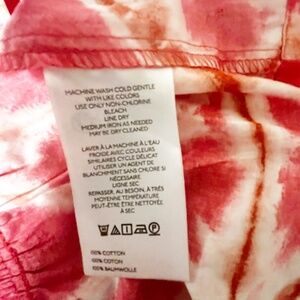 MACHINE WASH COLD GENTLE
WITH LIKE COLORS
USE ONLY NON-CHLORINE
BLEACH
LINE DRY
MEDIUM IRON AS NEEDED
MAY BE DRY CLEANED
LAVER À LA MACHINE À L'EAU
FROIDE AVEC COULEURS
SIMILAIRES CYCLE DÉLICAT
UTILISER UN AGENT DE
BLANCHIMENT SANS CHLORE SI
NÉCESSAIRE
LIGNE SEC
REPASSER, AU BESOIN, À TRÈS
MOYENNE TEMPÉRATURE
PEUT-ÊTRE ÊTRE NETTOYÉE
À SEC
100% COTTON
100% COTON
100% BAUMWOLLE